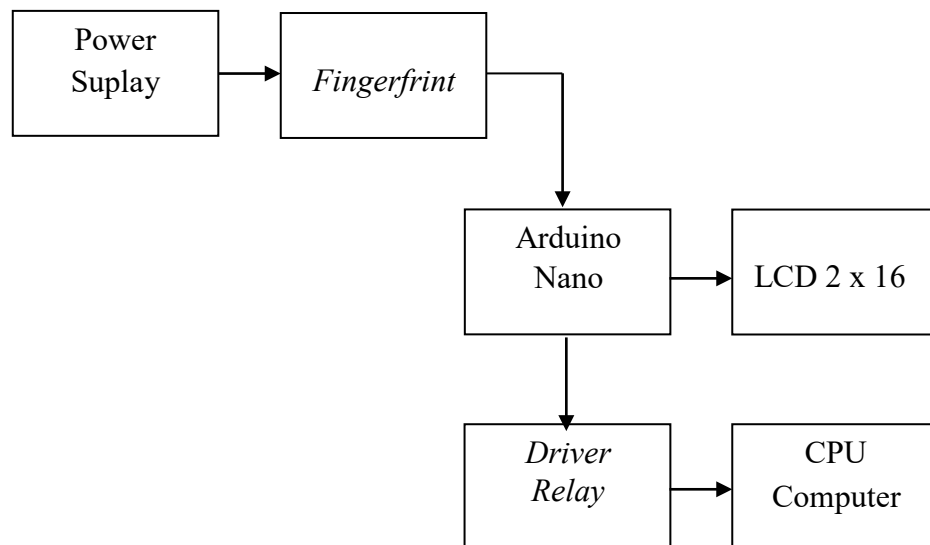 Power
Suplay
Fingerfrint
Arduino
Nano
LCD 2 x 16
Driver
Relay
CPU
Computer